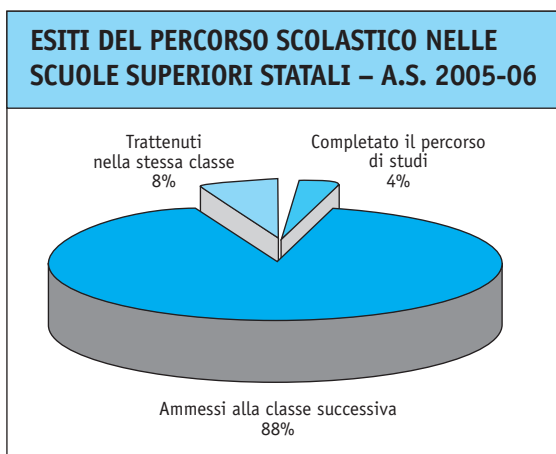 ESITI DEL PERCORSO SCOLASTICO NELLE
SCUOLE SUPERIORI STATALI – A.S. 2005-06
Trattenuti
nella stessa classe
8%
Completato il percorso
di studi
4%
Ammessi alla classe successiva
88%